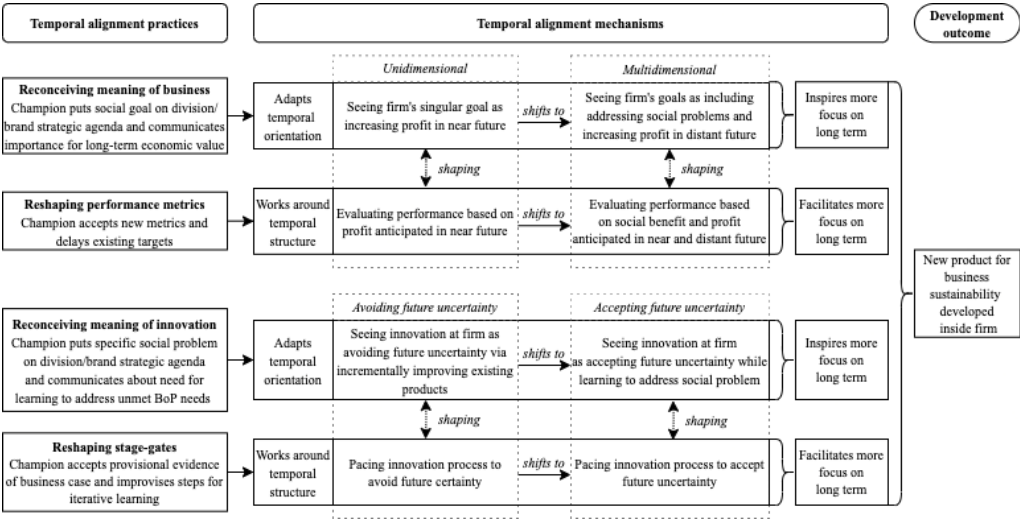 Temporal alignment practices
Temporal alignment mechanisms
Development
outcome
Unidimensional
Multidimensional
Reconceiving meaning of business
Champion puts social goal on division/
brand strategic agenda and communicates
importance for long-term economic value
Adapts
temporal
orientation
Seeing firm's singular goal as
increasing profit in near future
shifts to
Seeing firm's goals as including
addressing social problems and
increasing profit in distant future
Inspires more
focus on
long term
shaping
shaping
Reshaping performance metrics
Champion accepts new metrics and
delays existing targets
Works around
temporal
structure
Evaluating performance based on
profit anticipated in near future
shifts to
Evaluating performance based
on social benefit and profit
anticipated in near and distant future
Facilitates more
focus on
long term
New product for
business
sustainability
developed
inside firm
Avoiding future uncertainty
Accepting future uncertainty
Reconceiving meaning of innovation
Champion puts specific social problem
on division/brand strategic agenda
and communicates about need for
learning to address unmet BoP needs
Adapts
temporal
orientation
Seeing innovation at firm as
avoiding future uncertainty via
incrementally improving existing
products
shifts to
Seeing innovation at firm
as accepting future uncertainty while
learning to address social problem
Inspires more
focus on
long term
shaping
shaping
Reshaping stage-gates
Champion accepts provisional evidence
of business case and improvises steps for
iterative learning
Works around
temporal
structure
Pacing innovation process to
avoid future certainty
shifts to
Pacing innovation process to accept
future uncertainty
Facilitates more
focus on
long term